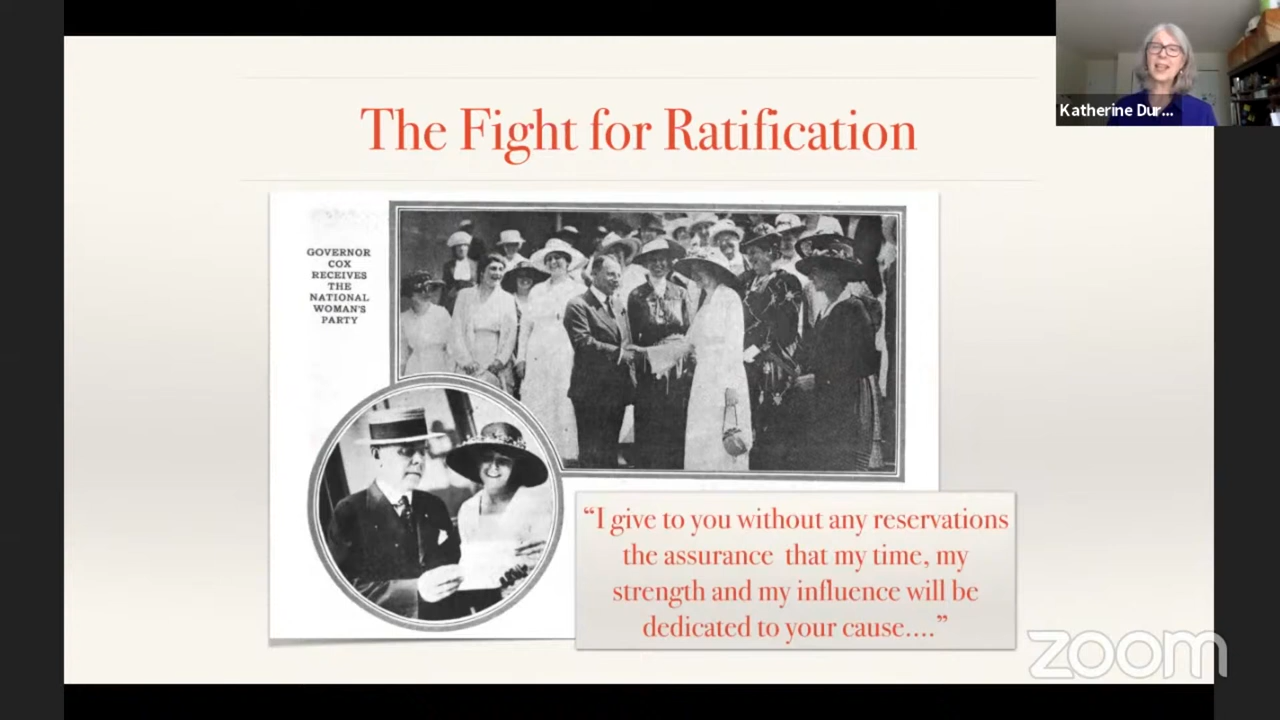 The Fight for Ratification
GOVERNOR
COX
RECEIVES
THE
NATIONAL
WOMAN'S
PARTY
“I give to you without any reservations
the assurance that my time, my
strength and my influence will be
dedicated to your cause....”
Katherine Dur...
zoom